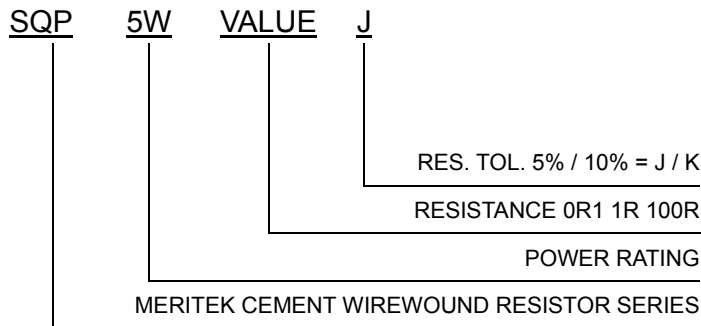 SQP 5W VALUE J
RES. TOL. 5% / 10% = J / K
RESISTANCE 0R1 1R 100R
POWER RATING
MERITEK CEMENT WIREWOUND RESISTOR SERIES